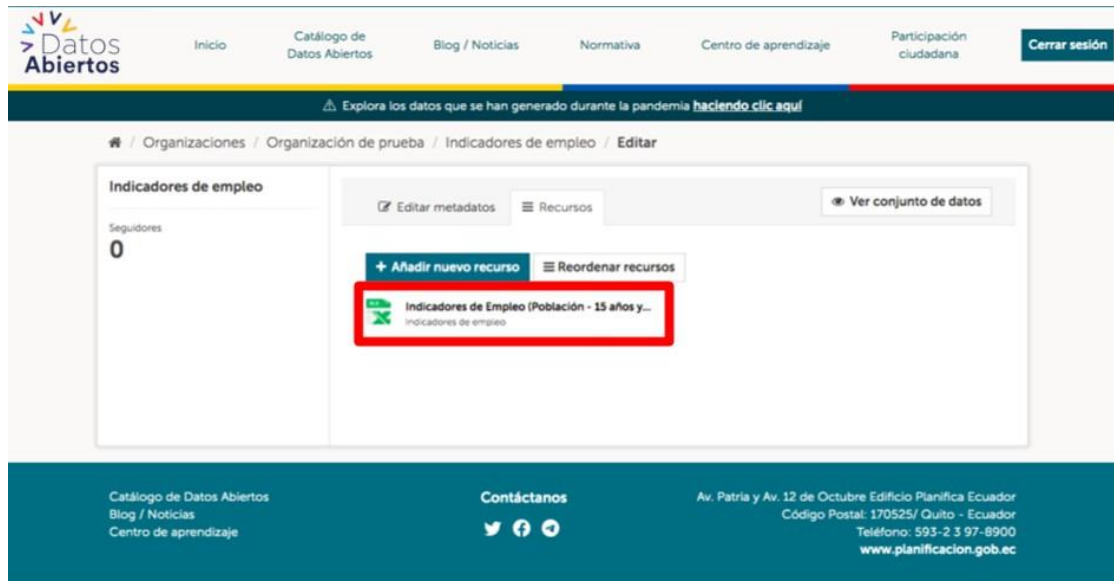 Datos
Abiertos
Inicio
Catálogo de
Datos Abiertos
Blog / Noticias
Normativa
Centro de aprendizaje
Participación
ciudadana
Cerrar sesión
Explora los datos que se han generado durante la pandemia haciendo clic aquí
/ Organizaciones / Organización de prueba / Indicadores de empleo / Editar
Indicadores de empleo
Seguidores
0
Editar metadatos
Recursos
Ver conjunto de datos
+ Añadir nuevo recurso
Reordenar recursos
Indicadores de Empleo (Población - 15 años y...
Indicadores de empleo
Catálogo de Datos Abiertos
Blog / Noticias
Centro de aprendizaje
Contáctanos
Av. Patria y Av. 12 de Octubre Edificio Planifica Ecuador
Código Postal: 170525/ Quito - Ecuador
Teléfono: 593-2 3 97-8900
www.planificacion.gob.ec